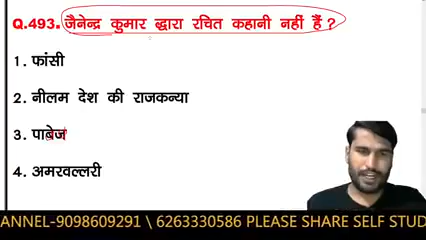 Q.493. जैनेन्द्र कुमार द्वारा रचित कहानी नहीं हैं ?
1. फांसी
2. नीलम देश की राजकन्या
3. पाबेज
4. अमरवल्लरी
ANNEL-9098609291 \ 6263330586 PLEASE SHARE SELF STUD